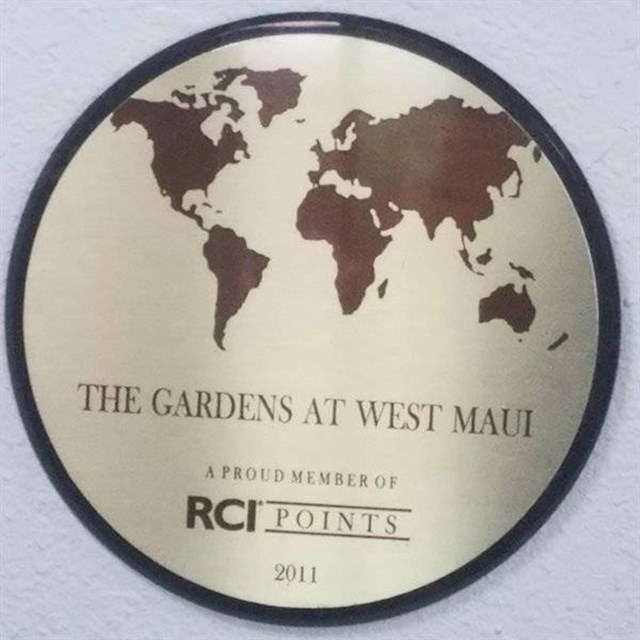 THE GARDENS AT WEST MAUI
A PROUD MEMBER OF
RCI® POINTS
2011